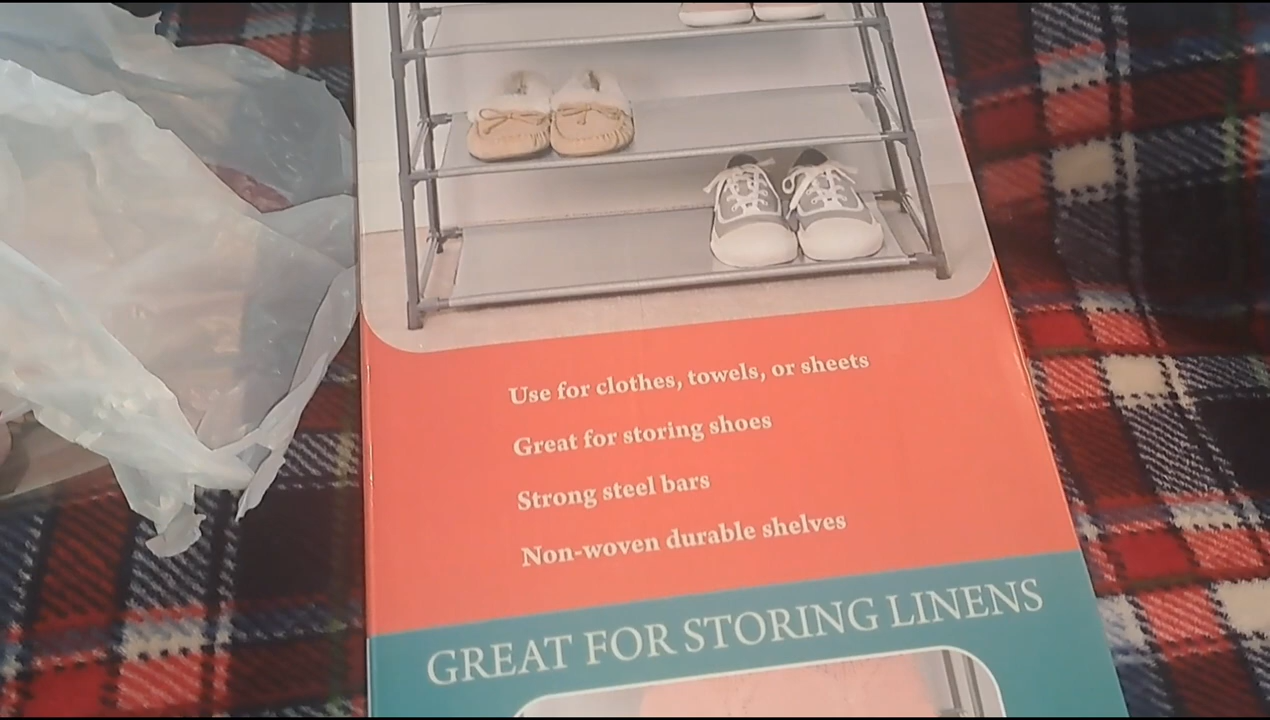 Use for clothes, towels, or sheets
Great for storing shoes
Strong steel bars
Non-woven durable shelves
GREAT FOR STORING LINENS